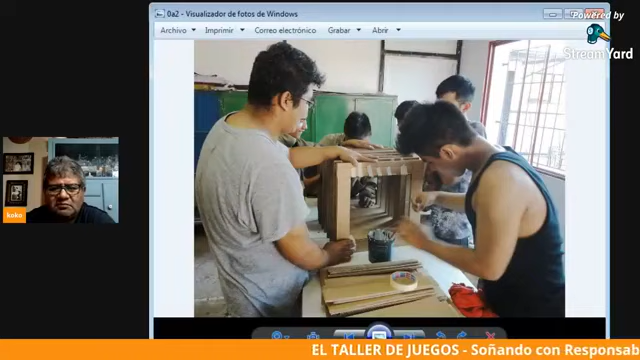 0a2 - Visualizador de fotos de Windows
Archivo Imprimir Correo electrónico Grabar Abrir
Powered by
StreamYard
koko
EL TALLER DE JUEGOS - Soñando con Responsab